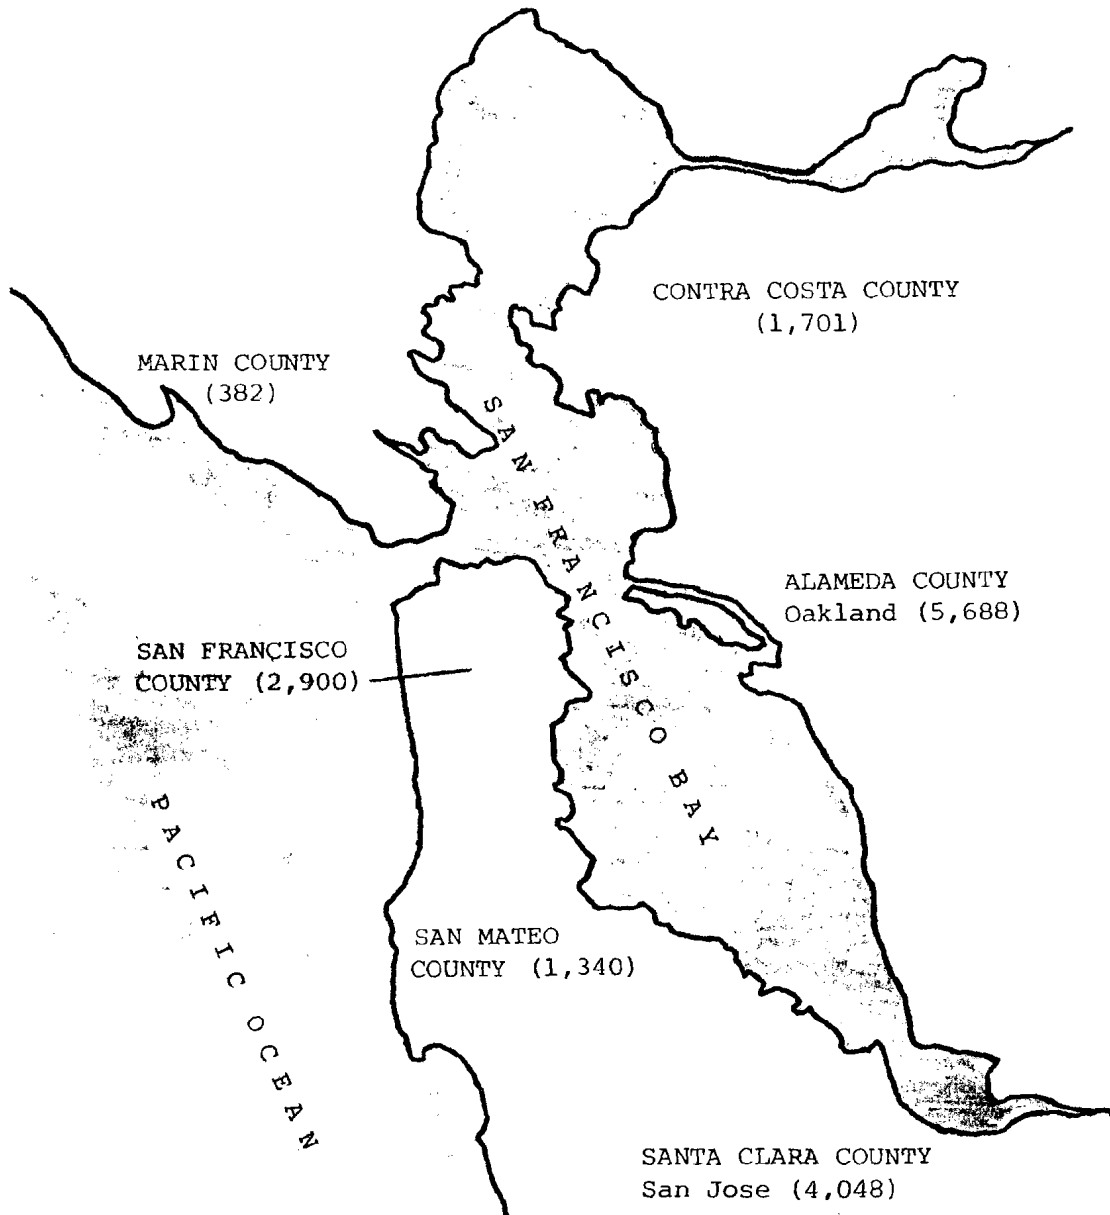 CONTRA COSTA COUNTY
(1,701)
MARIN COUNTY
(382)
SAN FRANCISCO BAY
ALAMEDA COUNTY
Oakland (5,688)
SAN FRANCISCO
COUNTY (2,900)
PACIFIC OCEAN
SAN MATEO
COUNTY (1,340)
SANTA CLARA COUNTY
San Jose (4,048)